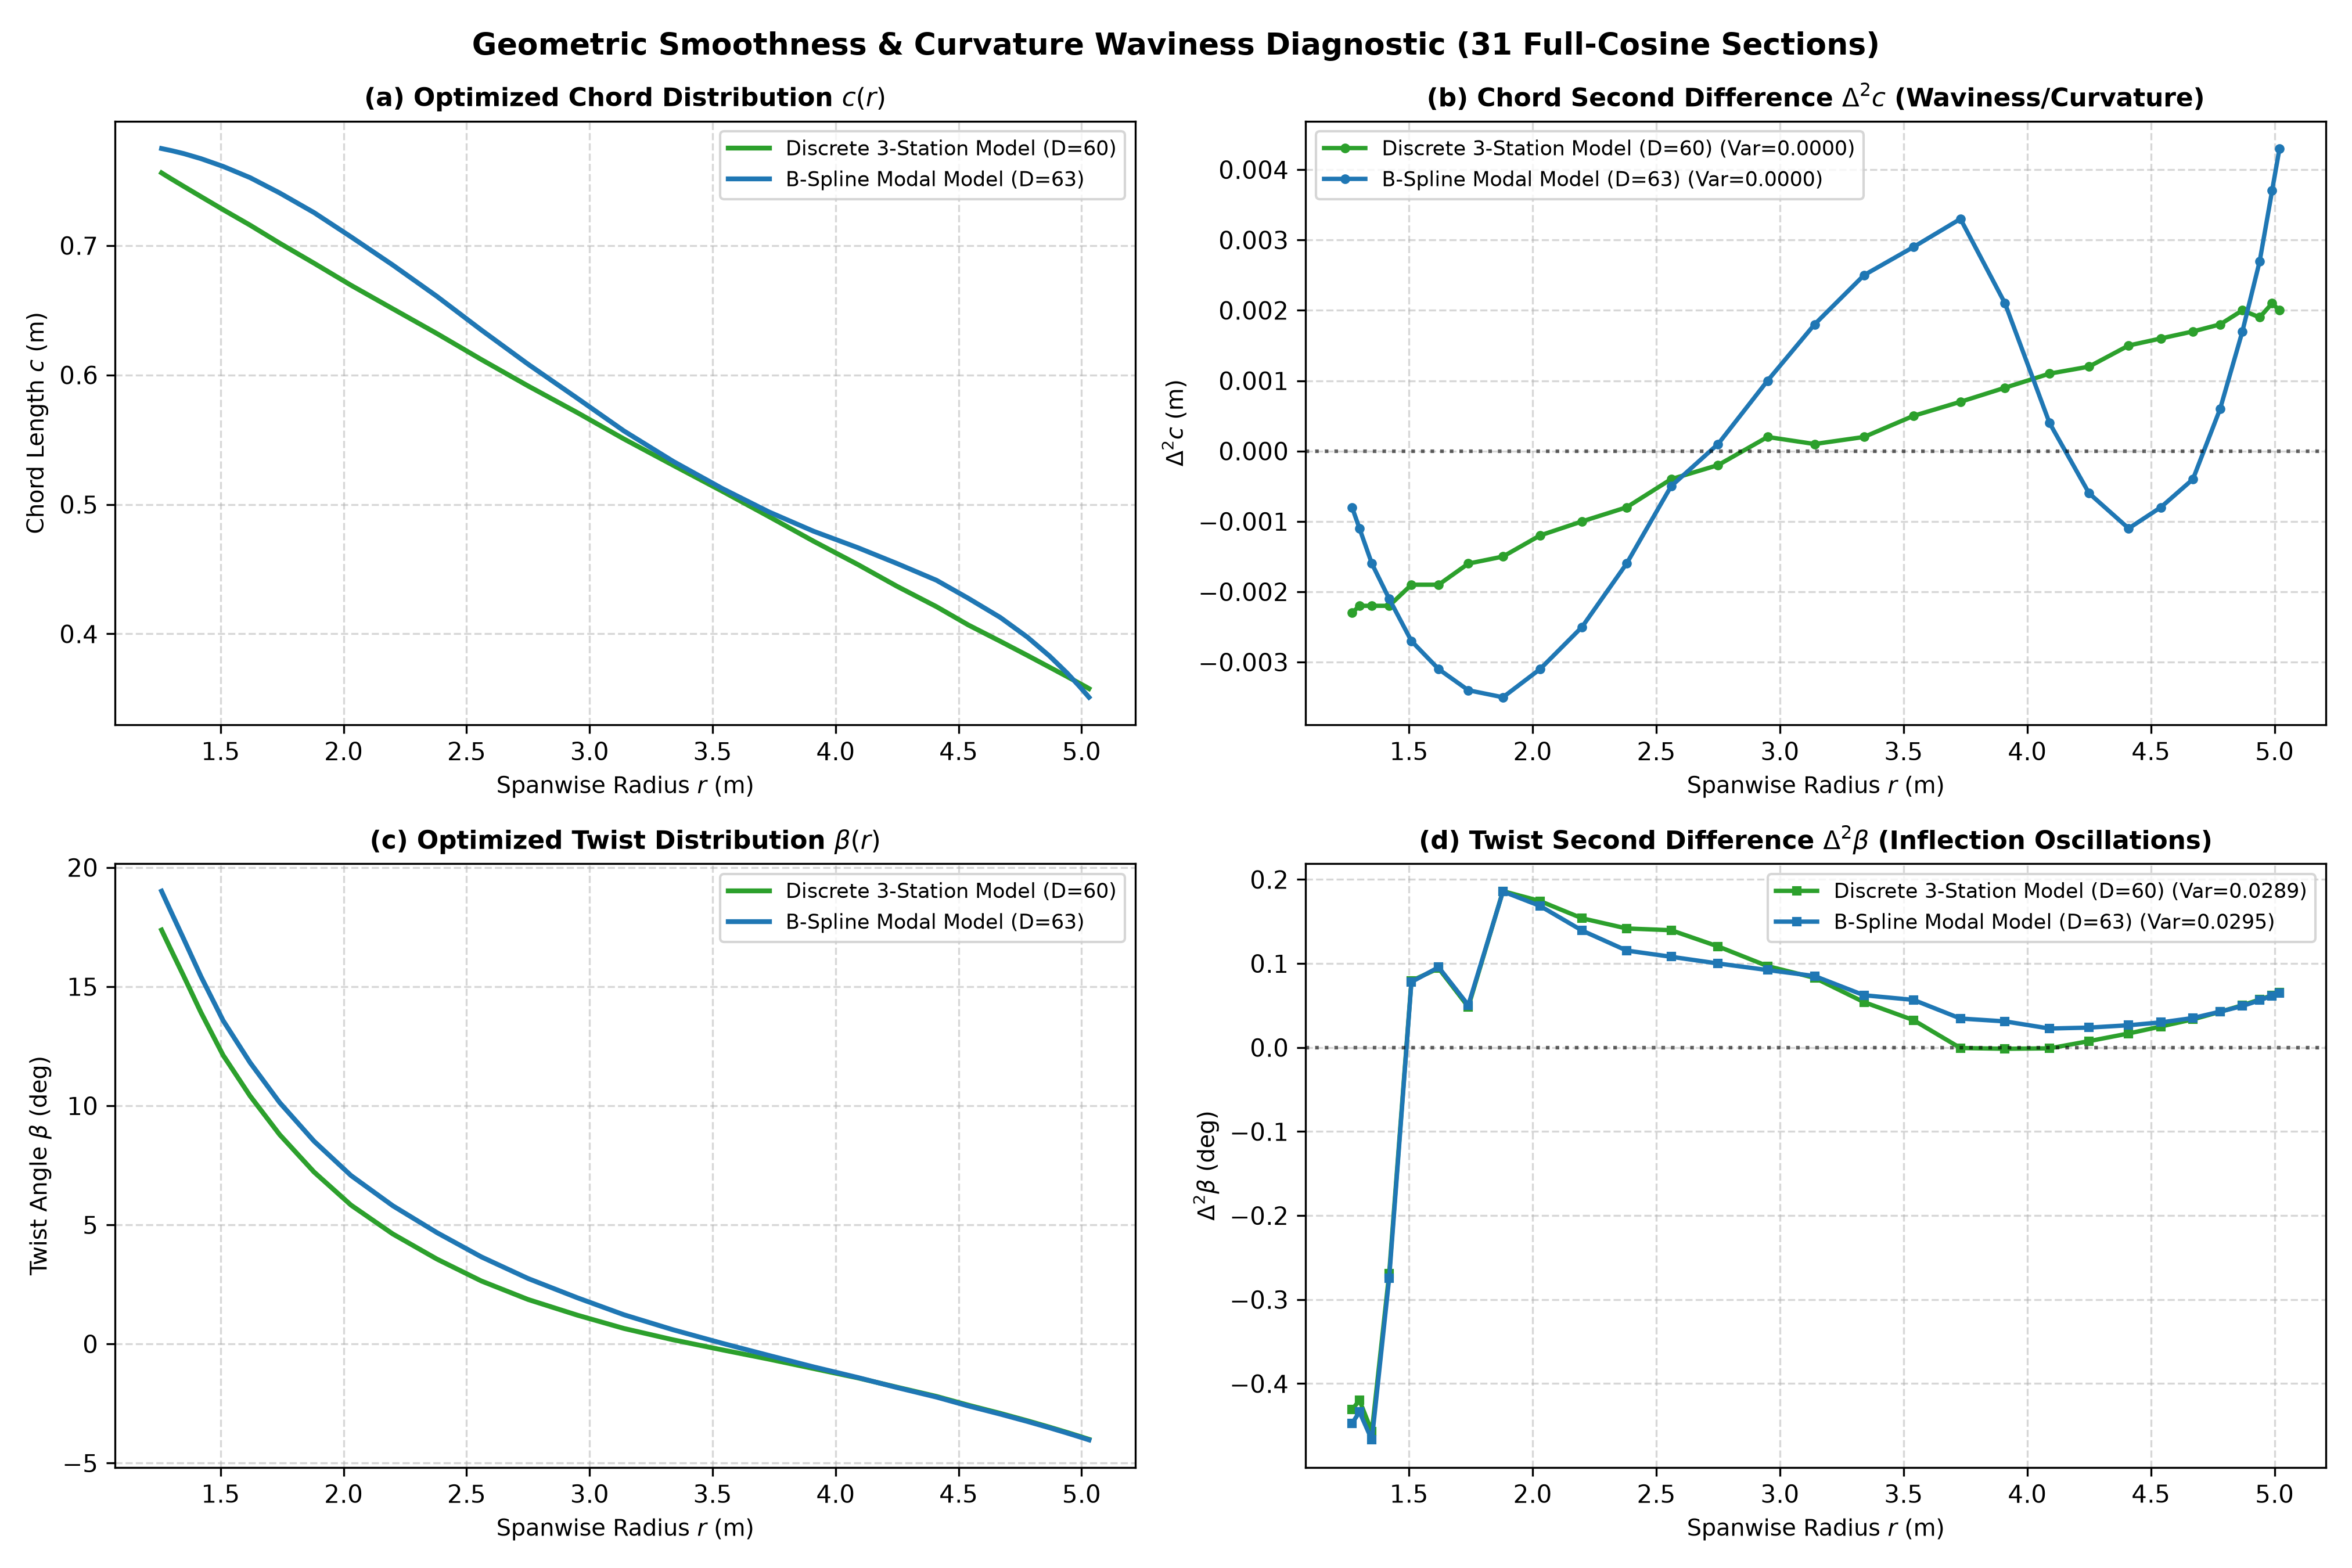 Geometric Smoothness & Curvature Waviness Diagnostic (31 Full-Cosine Sections)
(a) Optimized Chord Distribution c(r)
Discrete 3-Station Model (D=60)
B-Spline Modal Model (D=63)
0.7
0.6
0.5
0.4
Chord Length c (m)
1.5 2.0 2.5 3.0 3.5 4.0 4.5 5.0
Spanwise Radius r (m)
(b) Chord Second Difference Δ²c (Waviness/Curvature)
Discrete 3-Station Model (D=60) (Var=0.0000)
B-Spline Modal Model (D=63) (Var=0.0000)
0.004
0.003
0.002
0.001
0.000
−0.001
−0.002
−0.003
Δ²c (m)
1.5 2.0 2.5 3.0 3.5 4.0 4.5 5.0
Spanwise Radius r (m)
(c) Optimized Twist Distribution β(r)
Discrete 3-Station Model (D=60)
B-Spline Modal Model (D=63)
20
15
10
5
0
−5
Twist Angle β (deg)
1.5 2.0 2.5 3.0 3.5 4.0 4.5 5.0
Spanwise Radius r (m)
(d) Twist Second Difference Δ²β (Inflection Oscillations)
Discrete 3-Station Model (D=60) (Var=0.0289)
B-Spline Modal Model (D=63) (Var=0.0295)
0.2
0.1
0.0
−0.1
−0.2
−0.3
−0.4
Δ²β (deg)
1.5 2.0 2.5 3.0 3.5 4.0 4.5 5.0
Spanwise Radius r (m)